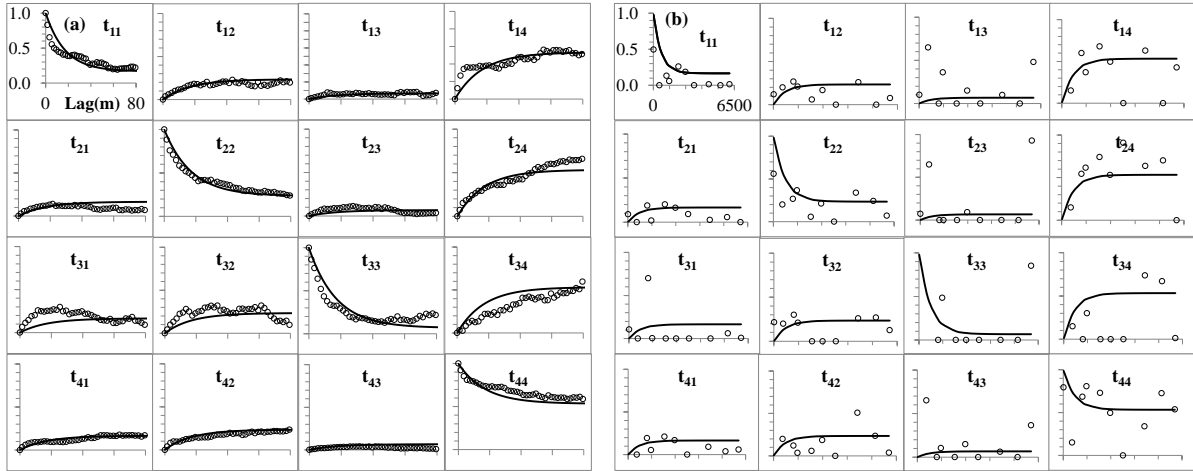 (a) t11
t12
t13
t14
1.0
0.5
0.0
0 Lag(m) 80
t21
t22
t23
t24
t31
t32
t33
t34
t41
t42
t43
t44
(b)
t11
t12
t13
t14
1.0
0.5
0.0
0 6500
t21
t22
t23
t24
t31
t32
t33
t34
t41
t42
t43
t44